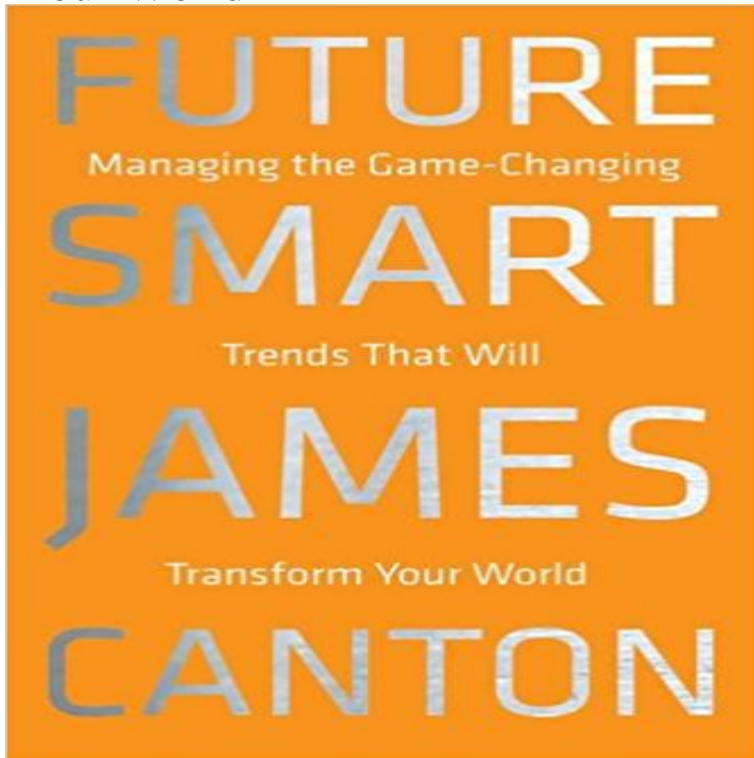 FUTURE
Managing the Game-Changing
SMART
Trends That Will
JAMES
Transform Your World
CANTON